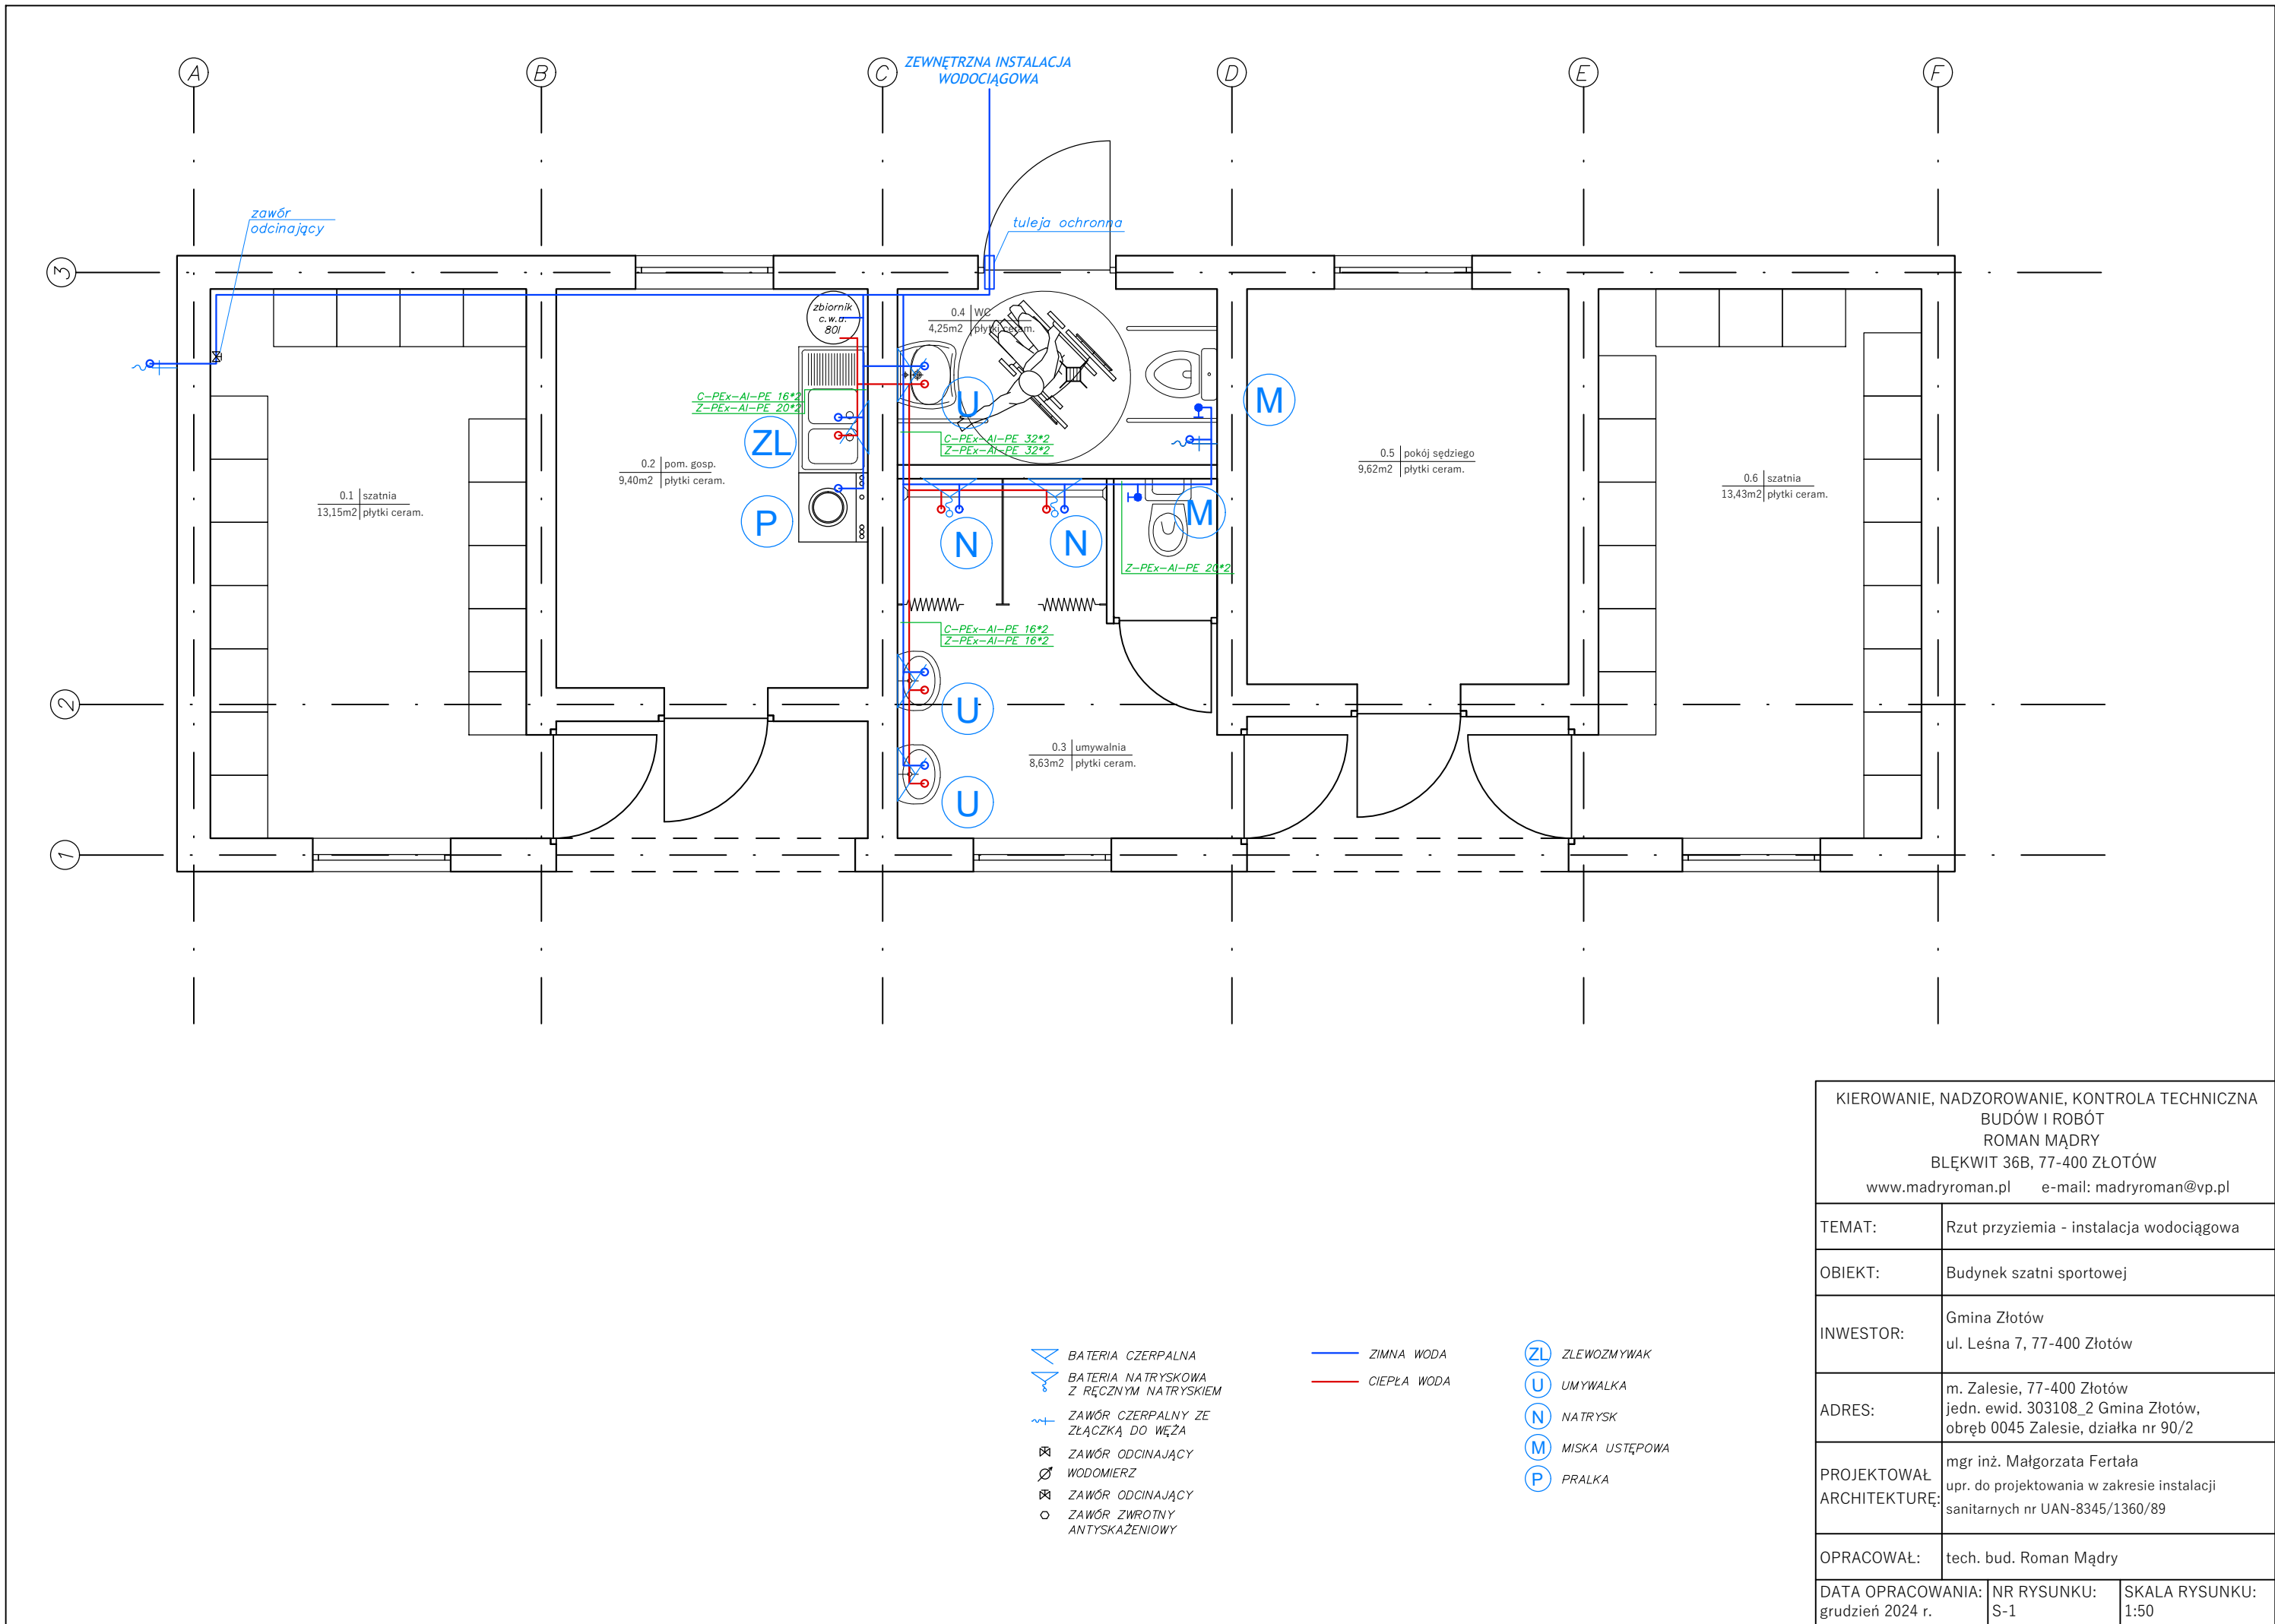 A
B
C
D
E
F
ZEWNĘTRZNA INSTALACJA
WODOCIĄGOWA
zawór
odcinający
tuleja ochronna
3
2
1
zbiornik
c.w.u.
80l
0.4 WC
4,25m2 płytki ceram.
C-PEx-Al-PE 16*2
Z-PEx-Al-PE 20*2
U
M
ZL
C-PEx-Al-PE 32*2
Z-PEx-Al-PE 32*2
0.1 szatnia
13,15m2 płytki ceram.
0.2 pom. gosp.
9,40m2 płytki ceram.
0.5 pokój sędziego
9,62m2 płytki ceram.
0.6 szatnia
13,43m2 płytki ceram.
P
N
N
M
Z-PEx-Al-PE 20*2
C-PEx-Al-PE 16*2
Z-PEx-Al-PE 16*2
U
U
0.3 umywalnia
8,63m2 płytki ceram.
BATERIA CZERPALNA
BATERIA NATRYSKOWA
Z RĘCZNYM NATRYSKIEM
ZAWÓR CZERPALNY ZE
ZŁĄCZKĄ DO WĘŻA
ZAWÓR ODCINAJĄCY
WODOMIERZ
ZAWÓR ODCINAJĄCY
ZAWÓR ZWROTNY
ANTYSKAŻENIOWY
ZIMNA WODA
CIEPŁA WODA
ZL ZLEWOZMYWAK
U UMYWALKA
N NATRYSK
M MISKA USTĘPOWA
P PRALKA
KIEROWANIE, NADZOROWANIE, KONTROLA TECHNICZNA
BUDÓW I ROBÓT
ROMAN MĄDRY
BLĘKWIT 36B, 77-400 ZŁOTÓW
www.madryroman.pl e-mail: madryroman@vp.pl
TEMAT: Rzut przyziemia - instalacja wodociągowa
OBIEKT: Budynek szatni sportowej
INWESTOR:
Gmina Złotów
ul. Leśna 7, 77-400 Złotów
ADRES:
m. Zalesie, 77-400 Złotów
jedn. ewid. 303108_2 Gmina Złotów,
obręb 0045 Zalesie, działka nr 90/2
PROJEKTOWAŁ
ARCHITEKTURĘ:
mgr inż. Małgorzata Fertała
upr. do projektowania w zakresie instalacji
sanitarnych nr UAN-8345/1360/89
OPRACOWAŁ: tech. bud. Roman Mądry
DATA OPRACOWANIA:
grudzień 2024 r.
NR RYSUNKU:
S-1
SKALA RYSUNKU:
1:50